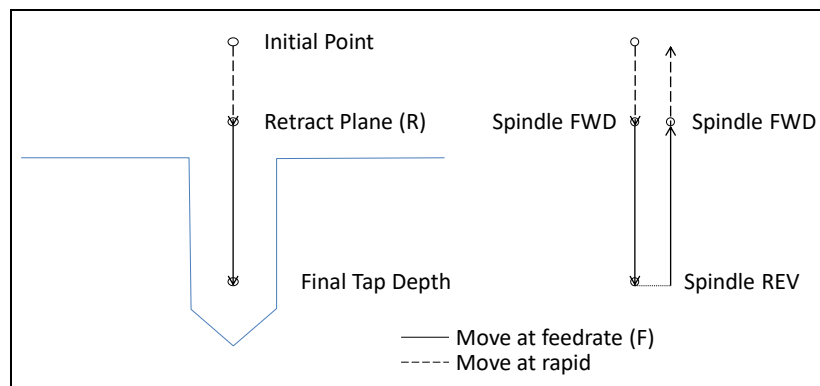 Initial Point
Retract Plane (R)
Spindle FWD
Spindle FWD
Final Tap Depth
Spindle REV
Move at feedrate (F)
Move at rapid